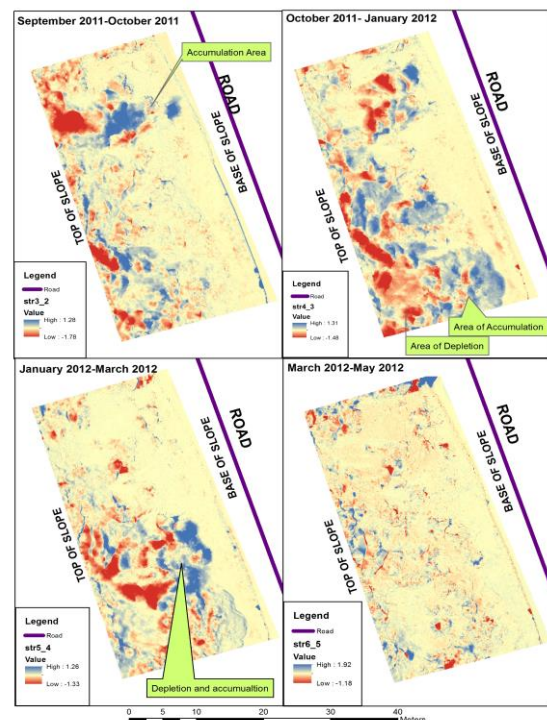 September 2011-October 2011
Accumulation Area
ROAD
BASE OF SLOPE
TOP OF SLOPE
Legend
Road
str3_2
Value
High : 1.28
Low : -1.78
October 2011- January 2012
ROAD
BASE OF SLOPE
TOP OF SLOPE
Area of Accumulation
Area of Depletion
Legend
Road
str4_3
Value
High : 1.31
Low : -1.48
January 2012-March 2012
ROAD
BASE OF SLOPE
TOP OF SLOPE
Legend
Road
str5_4
Value
High : 1.26
Low : -1.33
Depletion and accumualtion
March 2012-May 2012
ROAD
BASE OF SLOPE
TOP OF SLOPE
Legend
Road
str6_5
Value
High : 1.92
Low : -1.18
0 5 10 20 30 40
Meters